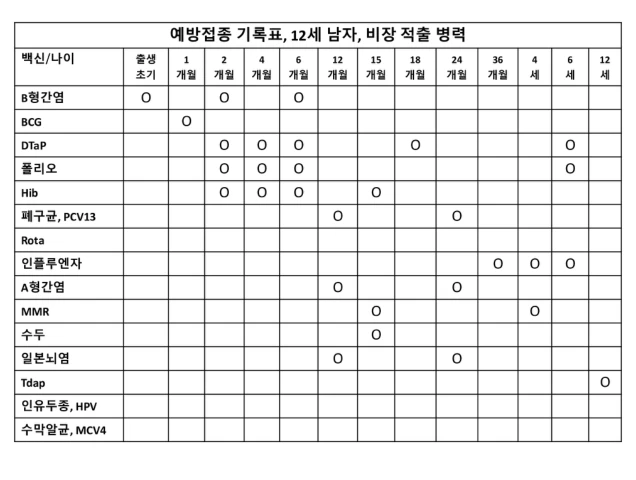 예방접종 기록표, 12세 남자, 비장 적출 병력
백신/나이 출생 초기 1 개월 2 개월 4 개월 6 개월 12 개월 15 개월 18 개월 24 개월 36 개월 4 세 6 세 12 세
B형간염 O O O
BCG O
DTaP O O O O O
폴리오 O O O O
Hib O O O O
폐구균, PCV13 O O
Rota
인플루엔자 O O O
A형간염 O O
MMR O O
수두 O
일본뇌염 O O
Tdap O
인유두종, HPV
수막알균, MCV4